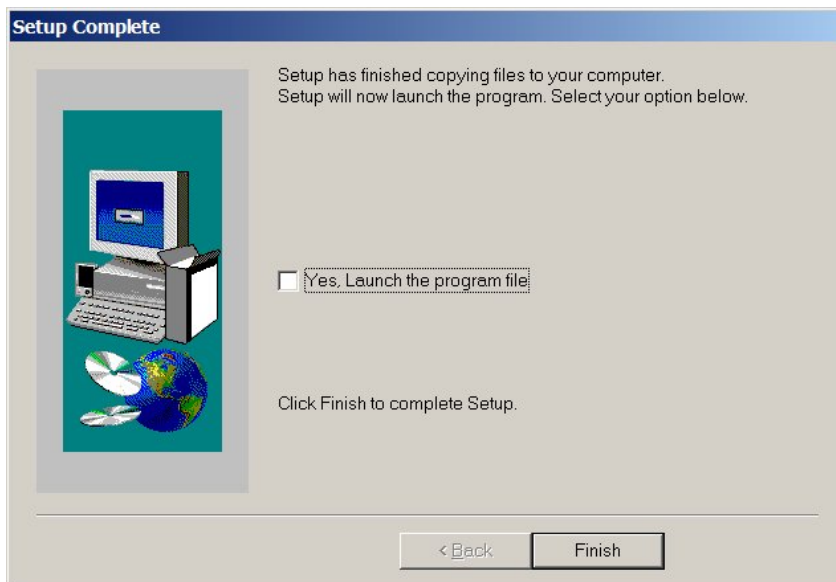 Setup Complete
Setup has finished copying files to your computer.
Setup will now launch the program. Select your option below.
Yes, Launch the program file
Click Finish to complete Setup.
< Back
Finish